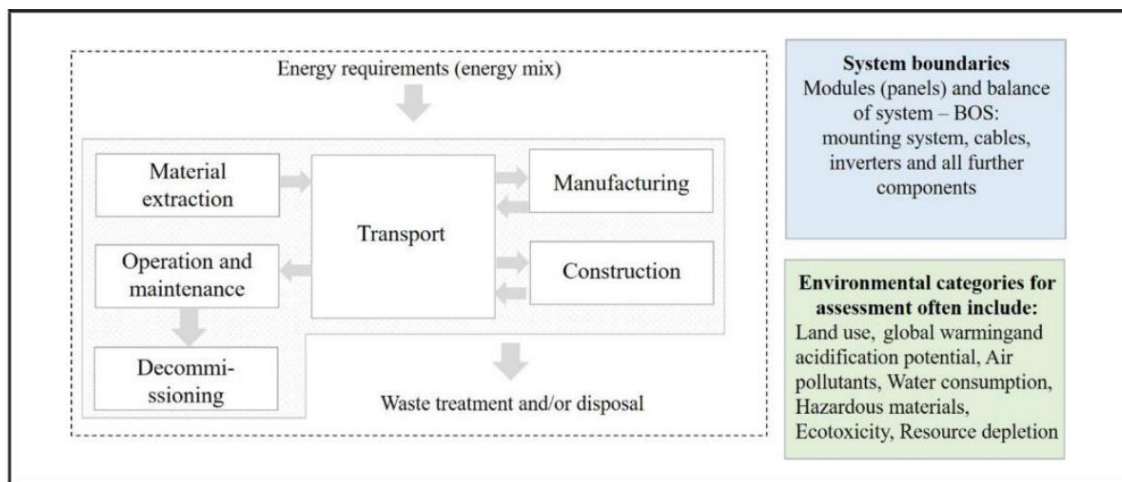 Energy requirements (energy mix)
Material
extraction
Transport
Manufacturing
Operation and
maintenance
Construction
Decommi-
ssioning
Waste treatment and/or disposal
System boundaries
Modules (panels) and balance
of system – BOS:
mounting system, cables,
inverters and all further
components
Environmental categories for
assessment often include:
Land use, global warmingand
acidification potential, Air
pollutants, Water consumption,
Hazardous materials,
Ecotoxicity, Resource depletion